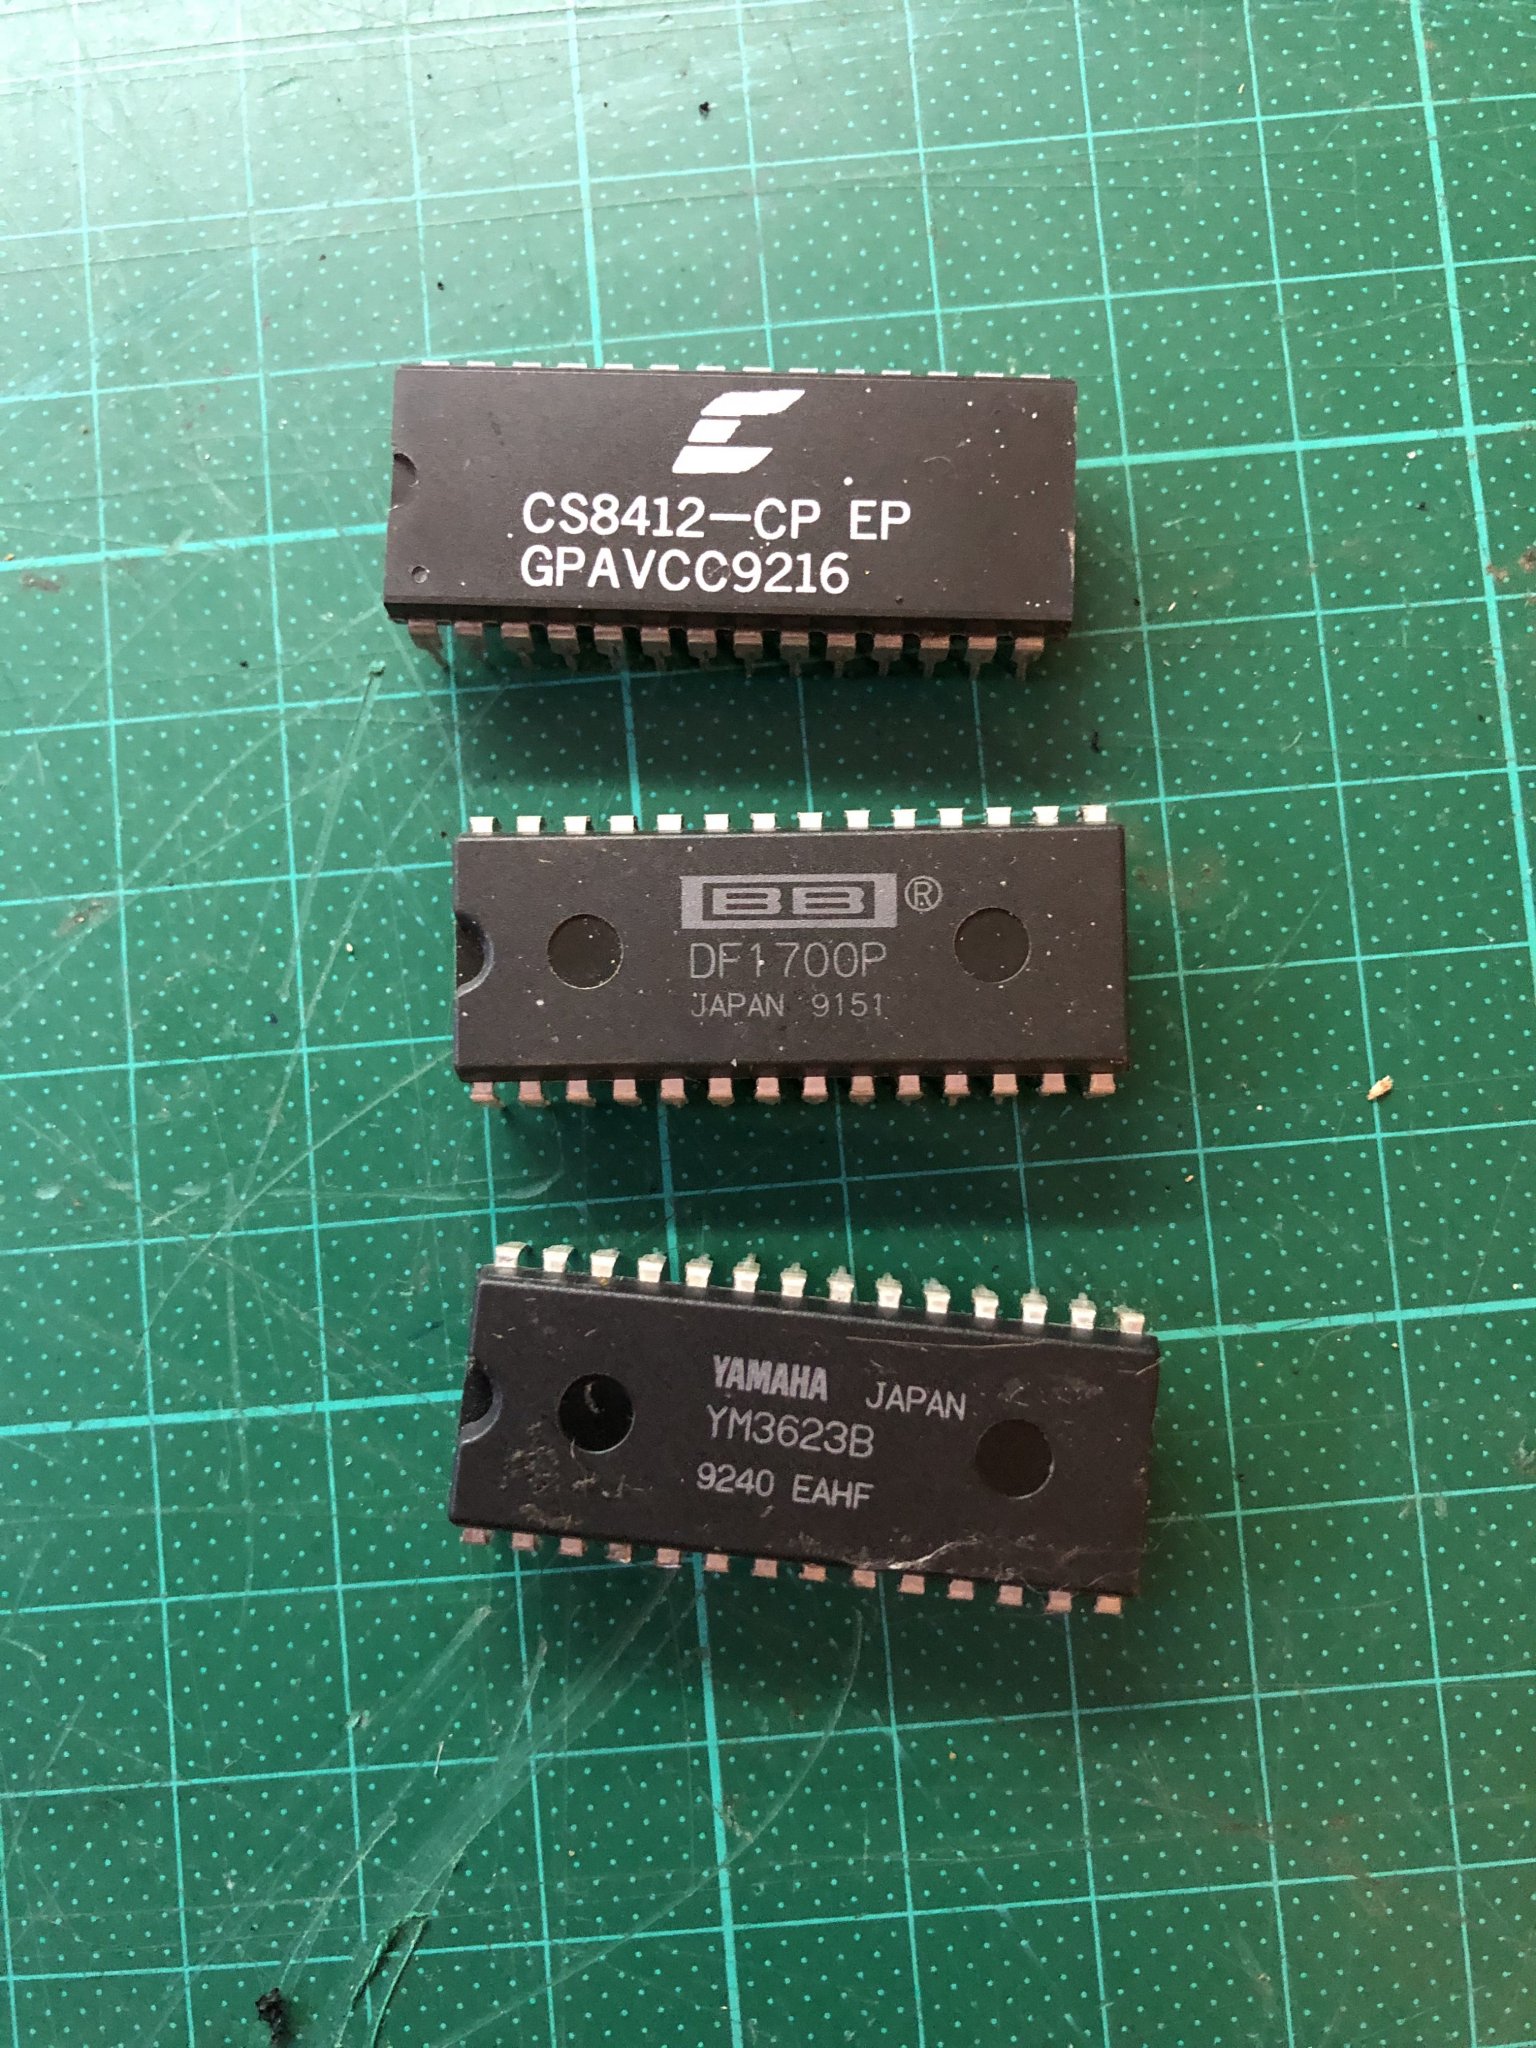 CS8412-CP EP
GPAVCC9216
BB ®
DF1700P
JAPAN 9151
YAMAHA JAPAN
YM3623B
9240 EAHF